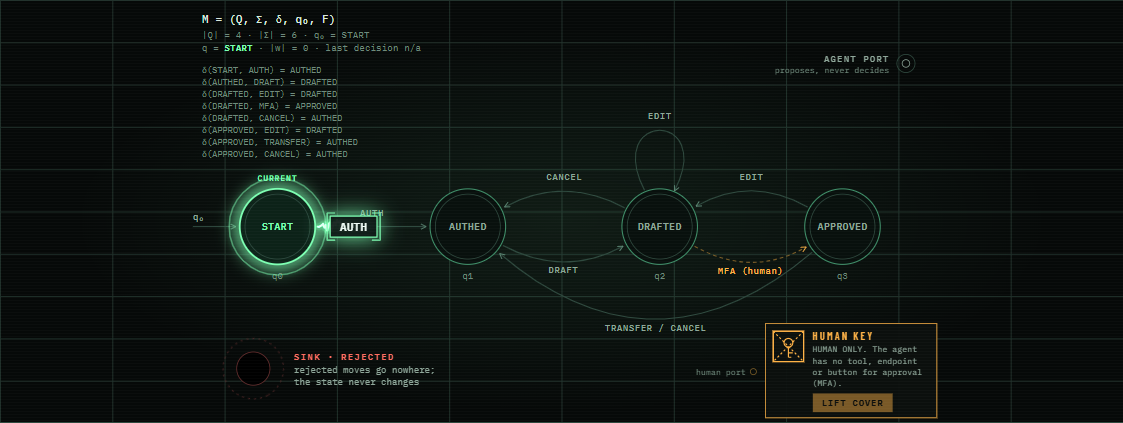 M = (Q, Σ, δ, q₀, F)
|Q| = 4 · |Σ| = 6 · q₀ = START
q = START · |w| = 0 · last decision n/a
δ(START, AUTH) = AUTHED
δ(AUTHED, DRAFT) = DRAFTED
δ(DRAFTED, EDIT) = DRAFTED
δ(DRAFTED, MFA) = APPROVED
δ(DRAFTED, CANCEL) = AUTHED
δ(APPROVED, EDIT) = DRAFTED
δ(APPROVED, TRANSFER) = AUTHED
δ(APPROVED, CANCEL) = AUTHED
AGENT PORT
proposes, never decides
EDIT
CURRENT
CANCEL
EDIT
q₀
AUTH
START
AUTH
AUTHED
DRAFTED
APPROVED
DRAFT
MFA (human)
q0
q1
q2
q3
TRANSFER / CANCEL
SINK · REJECTED
rejected moves go nowhere;
the state never changes
human port
HUMAN KEY
HUMAN ONLY. The agent
has no tool, endpoint
or button for approval
(MFA).
LIFT COVER